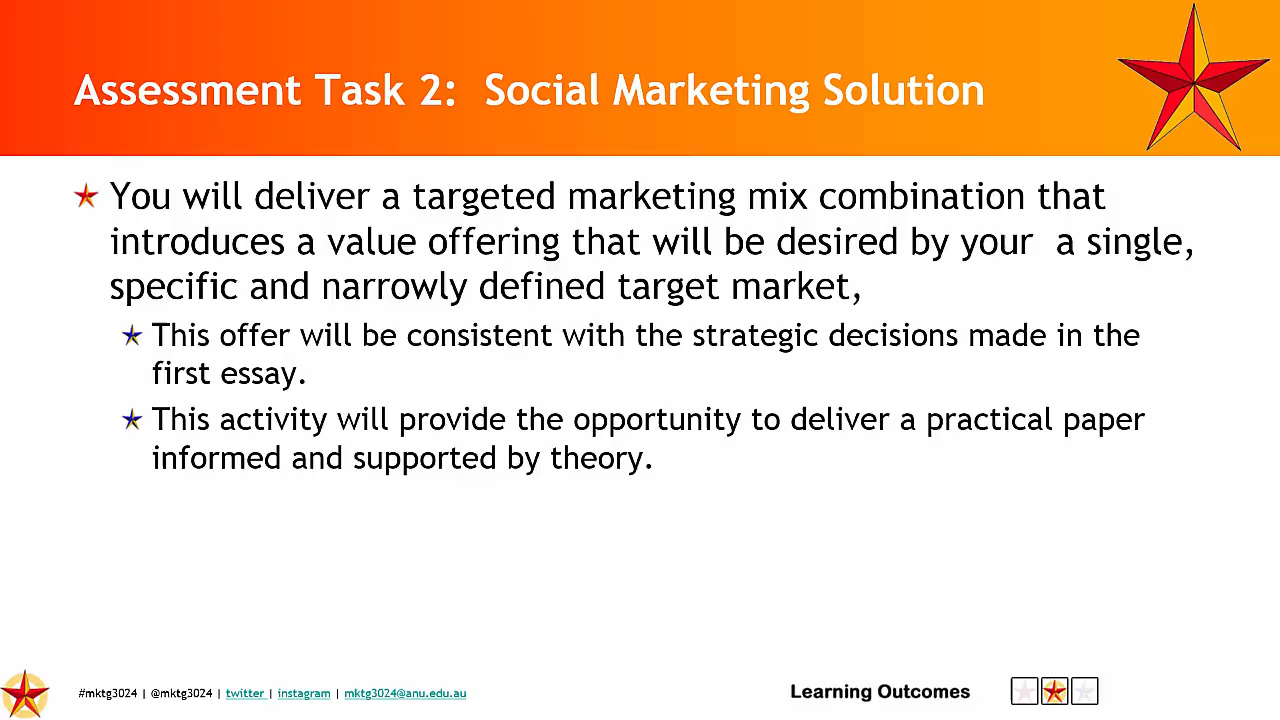 Assessment Task 2: Social Marketing Solution
You will deliver a targeted marketing mix combination that
introduces a value offering that will be desired by your  a single,
specific and narrowly defined target market,
This offer will be consistent with the strategic decisions made in the
first essay.
This activity will provide the opportunity to deliver a practical paper
informed and supported by theory.
#mktg3024 | @mktg3024 | twitter | instagram | mktg3024@anu.edu.au
Learning Outcomes